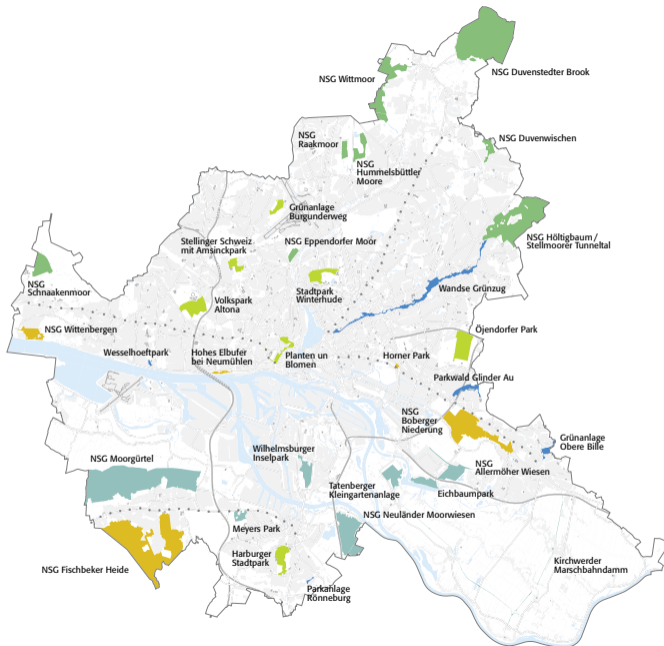 NSG Duvenstedter Brook
NSG Wittmoor
NSG
Raakmoor
NSG Duvenwischen
NSG
Hummelsbüttler
Moore
Grünanlage
Burgunderweg
Stellinger Schweiz
mit Amsinckpark
NSG Eppendorfer Moor
NSG Höltigbaum /
Stellmoorer Tunneltal
NSG
Schnaakenmoor
Volkspark
Altona
Stadtpark
Winterhude
Wandse Grünzug
NSG Wittenbergen
Öjendorfer Park
Wesselhoeftpark
Hohes Elbufer
bei Neumühlen
Planten un
Blomen
Horner Park
Parkwald Glinder Au
NSG
Boberger
Niederung
Grünanlage
Obere Bille
NSG Moorgürtel
Wilhelmsburger
Inselpark
NSG
Allermöher Wiesen
Tatenberger
Kleingartenanlage
Eichbaumpark
NSG Neuländer Moorwiesen
Meyers Park
Harburger
Stadtpark
NSG Fischbeker Heide
Kirchwerder
Marschbahndamm
Parkanlage
Rönneburg